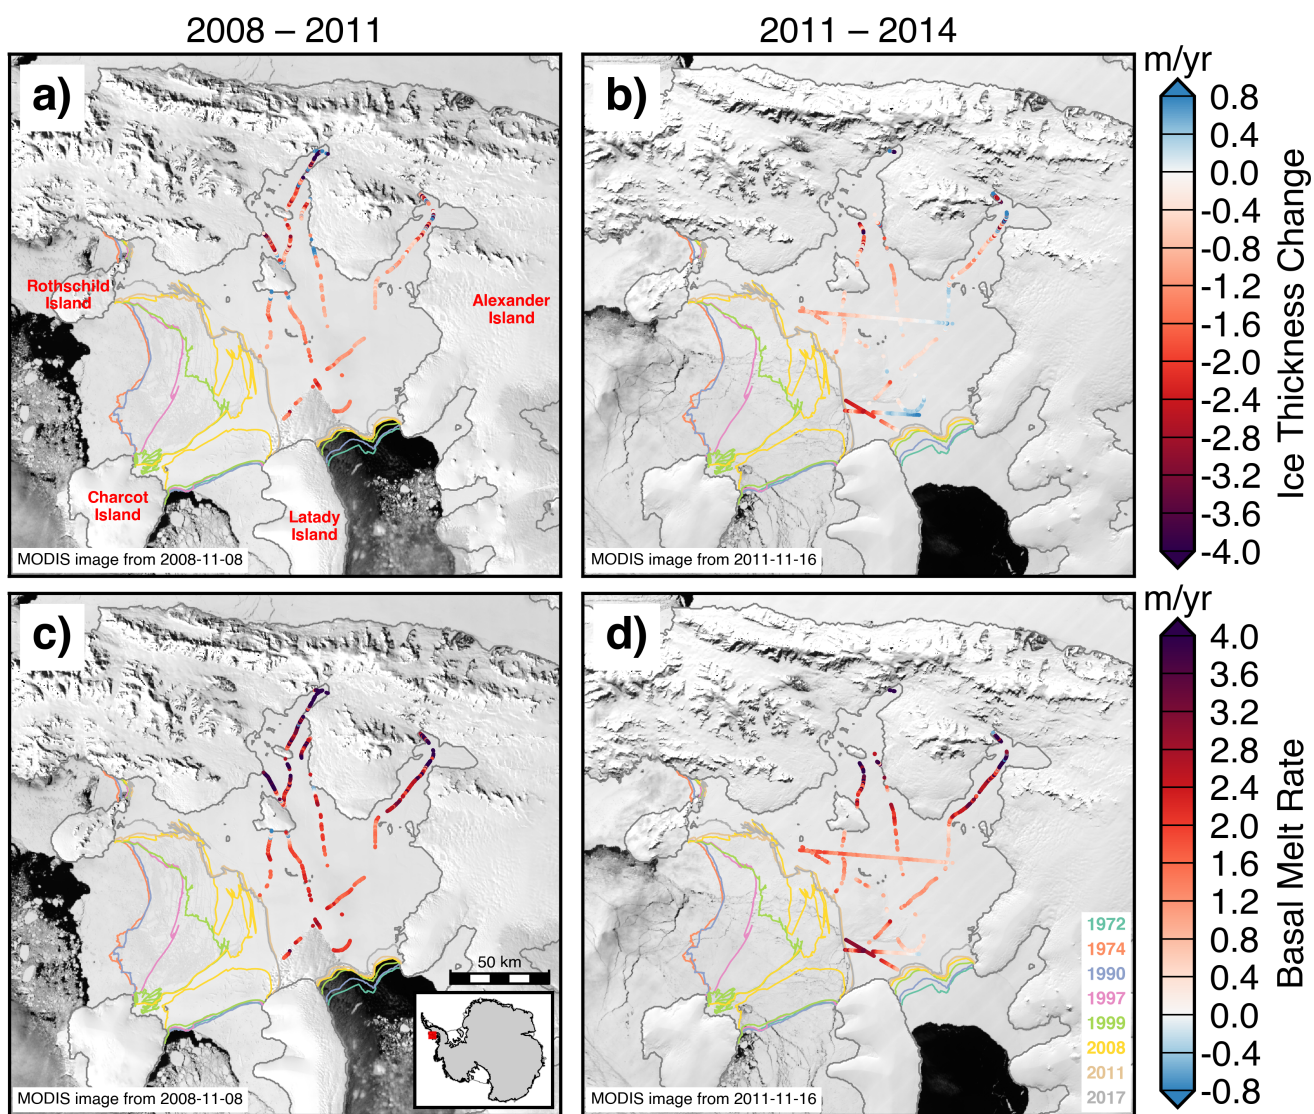 2008 – 2011
2011 – 2014
a)
b)
m/yr
0.8
0.4
0.0
-0.4
-0.8
-1.2
-1.6
-2.0
-2.4
-2.8
-3.2
-3.6
-4.0
Ice Thickness Change
Rothschild
Island
Alexander
Island
Charcot
Island
Latady
Island
MODIS image from 2008-11-08
MODIS image from 2011-11-16
c)
d)
m/yr
4.0
3.6
3.2
2.8
2.4
2.0
1.6
1.2
0.8
0.4
0.0
-0.4
-0.8
Basal Melt Rate
50 km
1972
1974
1990
1997
1999
2008
2011
2017
MODIS image from 2008-11-08
MODIS image from 2011-11-16